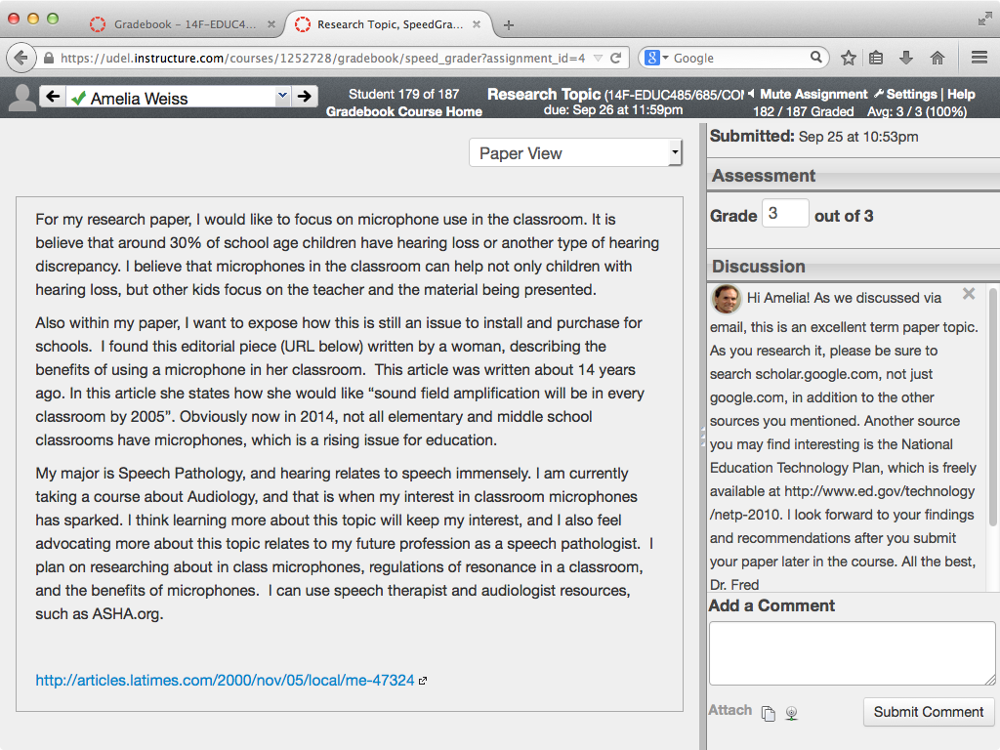 Gradebook - 14F-EDUC4...
Research Topic, SpeedGra...
https://udel.instructure.com/courses/1252728/gradebook/speed_grader?assignment_id=4
Google
Amelia Weiss
Student 179 of 187
Gradebook Course Home
Research Topic (14F-EDUC485/685/COI
due: Sep 26 at 11:59pm
Mute Assignment Settings | Help
182 / 187 Graded Avg: 3 / 3 (100%)
Paper View
For my research paper, I would like to focus on microphone use in the classroom. It is
believe that around 30% of school age children have hearing loss or another type of hearing
discrepancy. I believe that microphones in the classroom can help not only children with
hearing loss, but other kids focus on the teacher and the material being presented.
Also within my paper, I want to expose how this is still an issue to install and purchase for
schools.  I found this editorial piece (URL below) written by a woman, describing the
benefits of using a microphone in her classroom.  This article was written about 14 years
ago. In this article she states how she would like “sound field amplification will be in every
classroom by 2005”. Obviously now in 2014, not all elementary and middle school
classrooms have microphones, which is a rising issue for education.
My major is Speech Pathology, and hearing relates to speech immensely. I am currently
taking a course about Audiology, and that is when my interest in classroom microphones
has sparked. I think learning more about this topic will keep my interest, and I also feel
advocating more about this topic relates to my future profession as a speech pathologist.  I
plan on researching about in class microphones, regulations of resonance in a classroom,
and the benefits of microphones.  I can use speech therapist and audiologist resources,
such as ASHA.org.
http://articles.latimes.com/2000/nov/05/local/me-47324
Submitted: Sep 25 at 10:53pm
Assessment
Grade 3 out of 3
Discussion
Hi Amelia! As we discussed via
email, this is an excellent term paper topic.
As you research it, please be sure to
search scholar.google.com, not just
google.com, in addition to the other
sources you mentioned. Another source
you may find interesting is the National
Education Technology Plan, which is freely
available at http://www.ed.gov/technology
/netp-2010. I look forward to your findings
and recommendations after you submit
your paper later in the course. All the best,
Dr. Fred
Add a Comment
Attach
Submit Comment